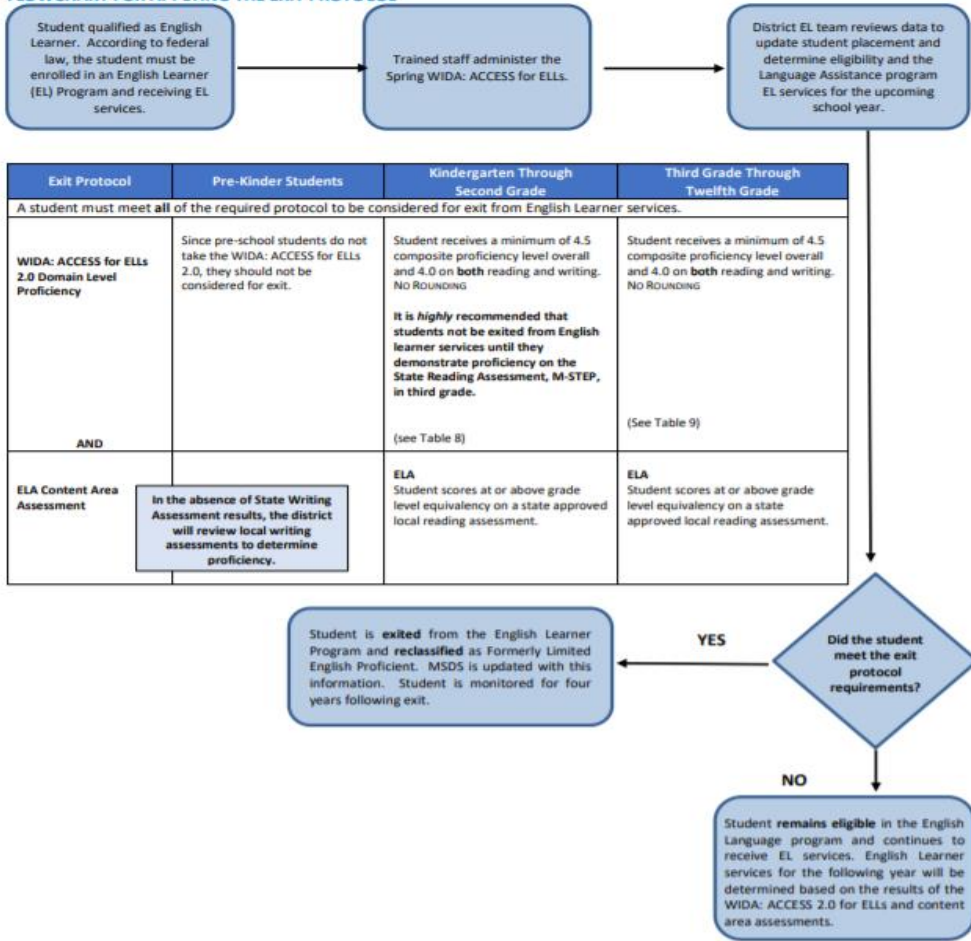 Student qualified as English
Learner. According to federal
law, the student must be
enrolled in an English Learner
(EL) Program and receiving EL
services.
Trained staff administer the
Spring WIDA: ACCESS for ELLs.
District EL team reviews data to
update student placement and
determine eligibility and the
Language Assistance program
EL services for the upcoming
school year.
Exit Protocol
Pre-Kinder Students
Kindergarten Through
Second Grade
Third Grade Through
Twelfth Grade
A student must meet all of the required protocol to be considered for exit from English Learner services.
WIDA: ACCESS for ELLs
2.0 Domain Level
Proficiency
AND
Since pre-school students do not
take the WIDA: ACCESS for ELLs
2.0, they should not be
considered for exit.
Student receives a minimum of 4.5
composite proficiency level overall
and 4.0 on both reading and writing.
NO ROUNDING
It is highly recommended that
students not be exited from English
learner services until they
demonstrate proficiency on the
State Reading Assessment, M-STEP,
in third grade.
(see Table 8)
Student receives a minimum of 4.5
composite proficiency level overall
and 4.0 on both reading and writing.
NO ROUNDING
(See Table 9)
ELA Content Area
Assessment
In the absence of State Writing
Assessment results, the district
will review local writing
assessments to determine
proficiency.
ELA
Student scores at or above grade
level equivalency on a state approved
local reading assessment.
ELA
Student scores at or above grade
level equivalency on a state
approved local reading assessment.
Did the student
meet the exit
protocol
requirements?
YES
Student is exited from the English Learner
Program and reclassified as Formerly Limited
English Proficient. MSDS is updated with this
information. Student is monitored for four
years following exit.
NO
Student remains eligible in the English
Language program and continues to
receive EL services. English Learner
services for the following year will be
determined based on the results of the
WIDA: ACCESS 2.0 for ELLs and content
area assessments.